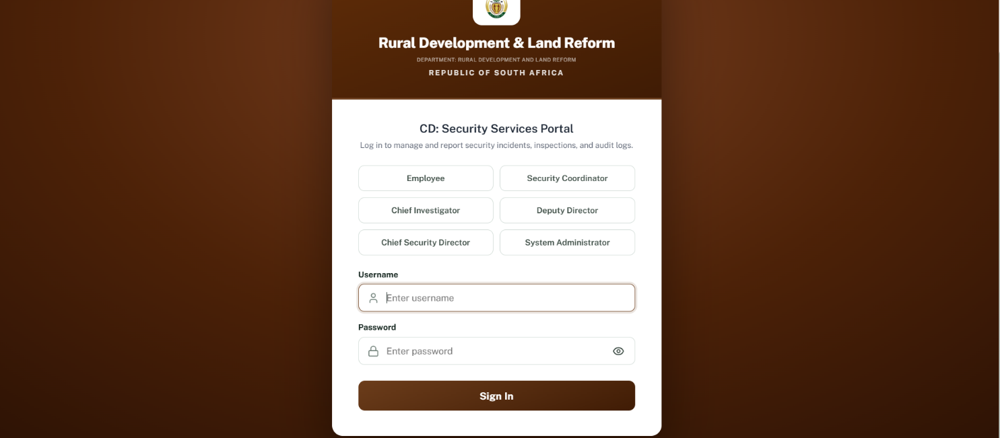 Rural Development & Land Reform
DEPARTMENT: RURAL DEVELOPMENT AND LAND REFORM
REPUBLIC OF SOUTH AFRICA
CD: Security Services Portal
Log in to manage and report security incidents, inspections, and audit logs.
Employee
Security Coordinator
Chief Investigator
Deputy Director
Chief Security Director
System Administrator
Username
Enter username
Password
Enter password
Sign In